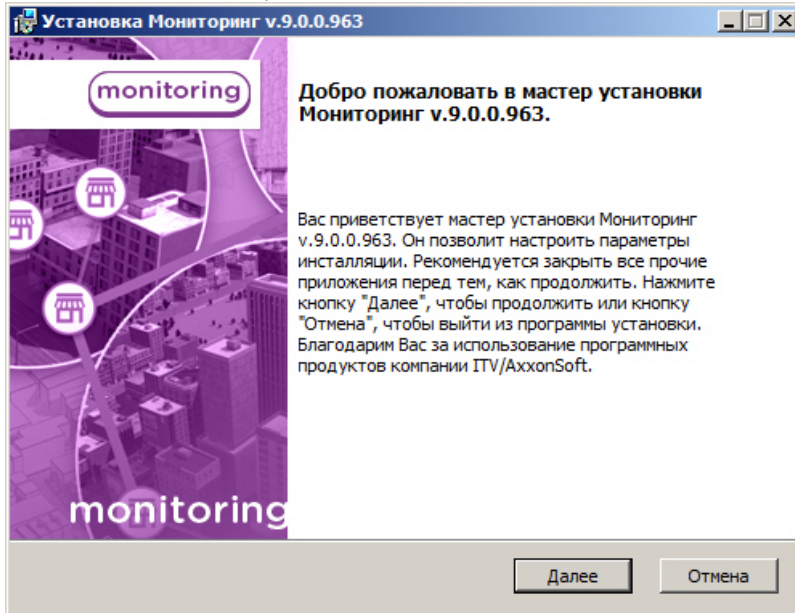 Установка Мониторинг v.9.0.0.963
monitoring
Добро пожаловать в мастер установки
Мониторинг v.9.0.0.963.
Вас приветствует мастер установки Мониторинг
v.9.0.0.963. Он позволит настроить параметры
инсталляции. Рекомендуется закрыть все прочие
приложения перед тем, как продолжить. Нажмите
кнопку "Далее", чтобы продолжить или кнопку
"Отмена", чтобы выйти из программы установки.
Благодарим Вас за использование программных
продуктов компании ITV/AxxonSoft.
monitoring
Далее
Отмена